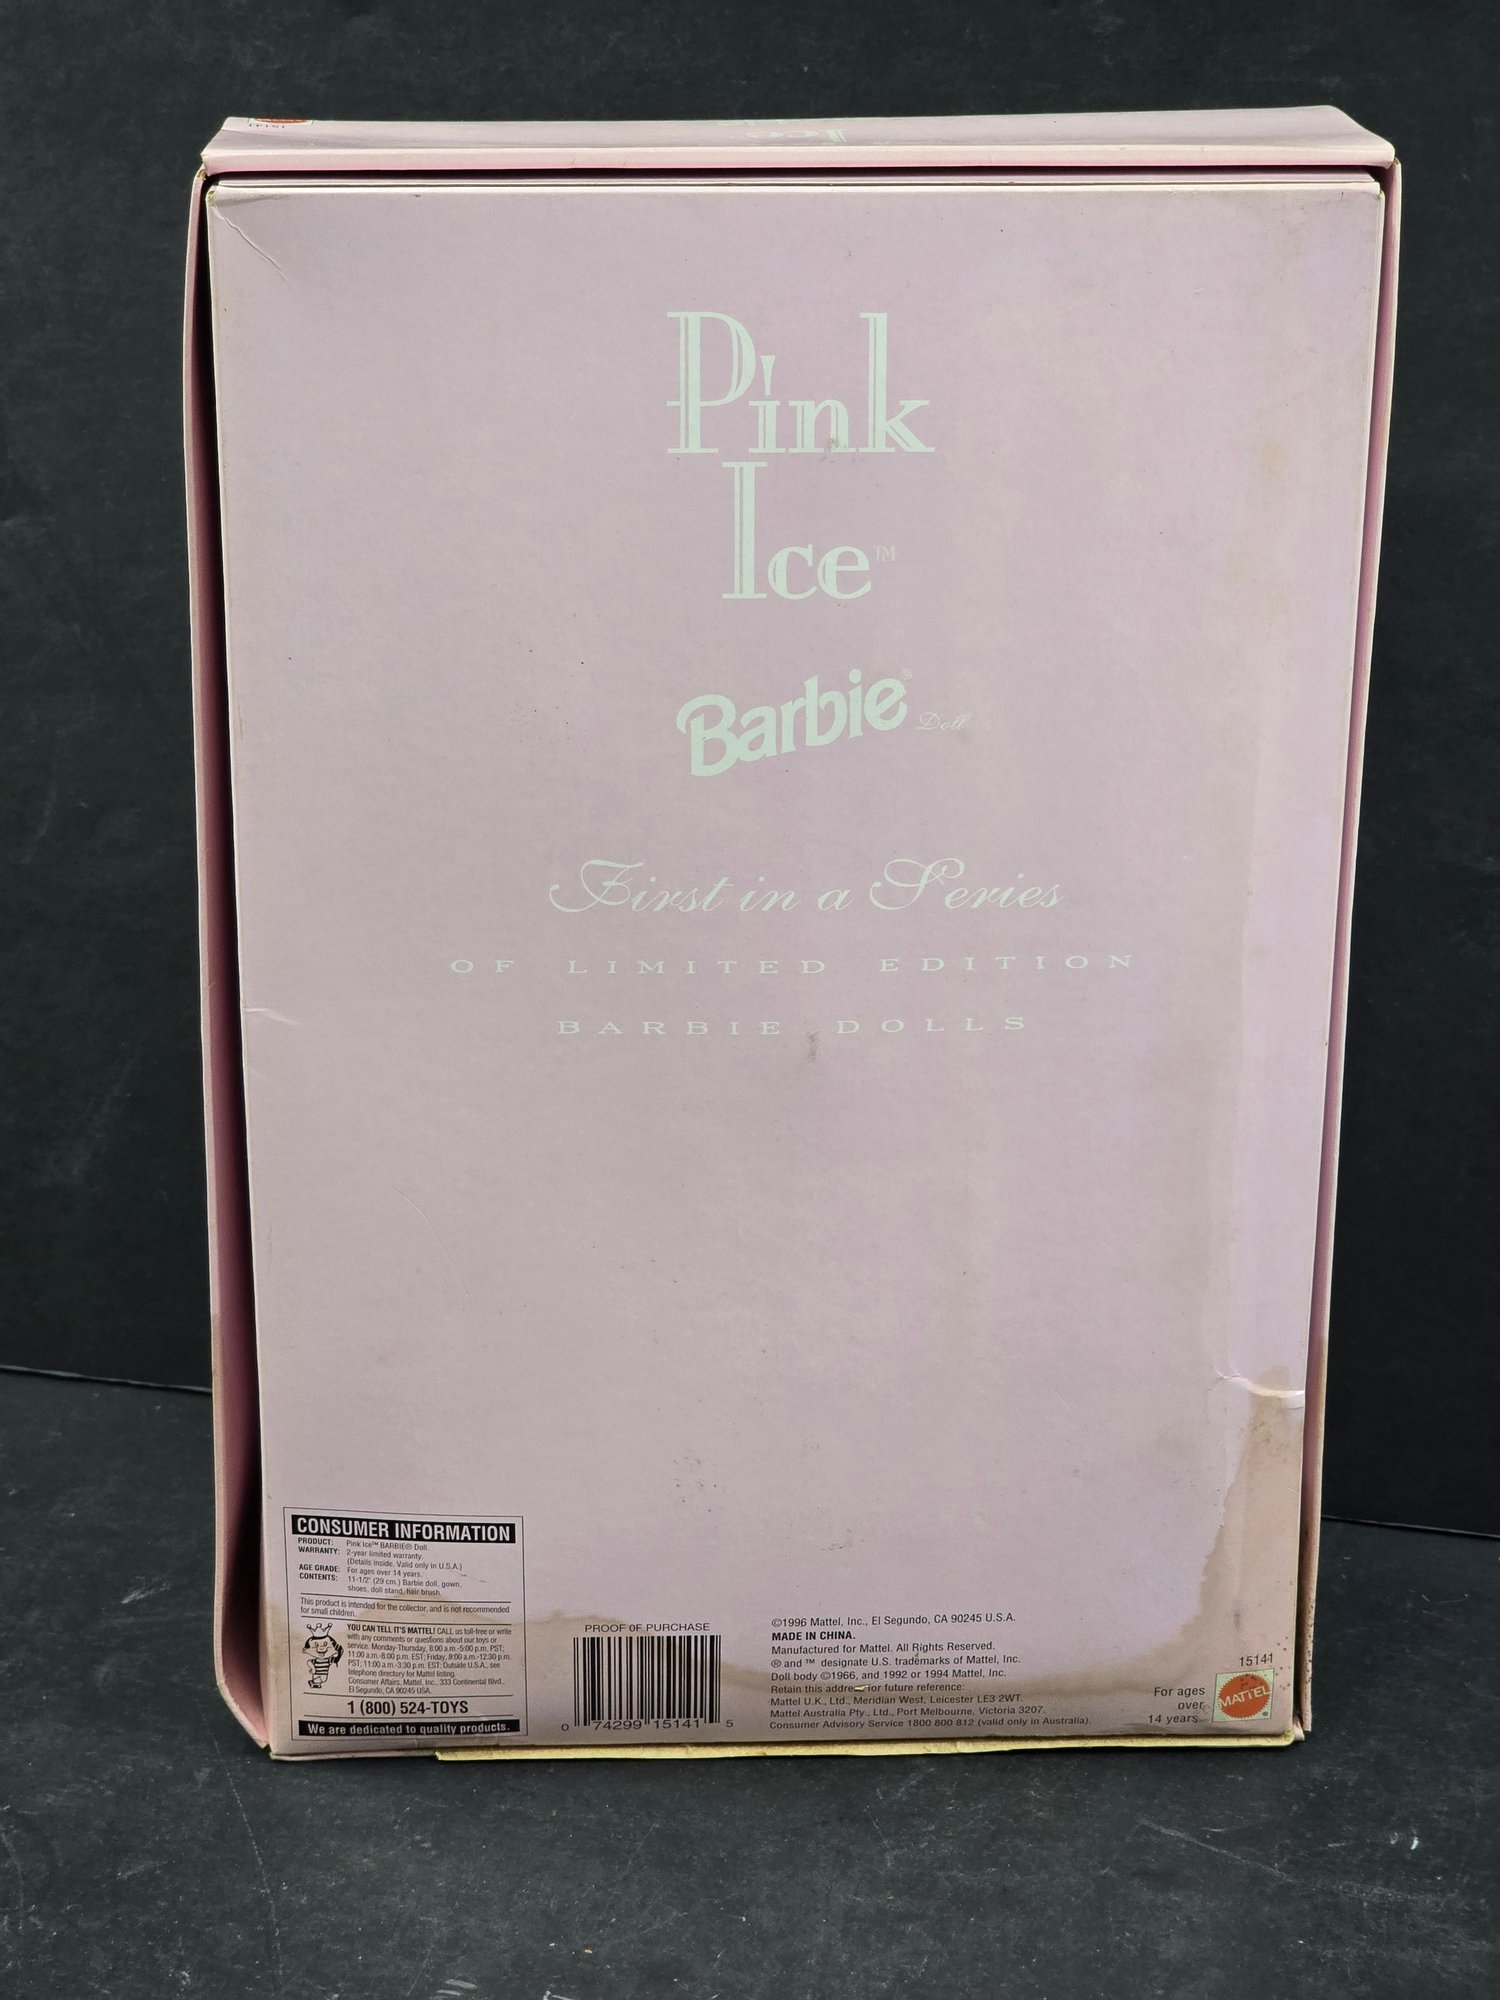 15141
Ice
Pink
Ice™
Barbie® Doll
First in a Series
OF LIMITED EDITION
BARBIE DOLLS
CONSUMER INFORMATION
PRODUCT: Pink Ice™ BARBIE® Doll.
WARRANTY: 2-year limited warranty.
(Details inside. Valid only in U.S.A.)
AGE GRADE: For ages over 14 years.
CONTENTS: 11-1/2" (29 cm.) Barbie doll, gown,
shoes, doll stand, hair brush.
This product is intended for the collector, and is not recommended
for small children.
YOU CAN TELL IT'S MATTEL! CALL us toll-free or write
with any comments or questions about our toys or
service. Monday-Thursday, 8:00 a.m.-5:00 p.m. PST;
11:00 a.m.-8:00 p.m. EST; Friday, 8:00 a.m.-12:30 p.m.
PST; 11:00 a.m.-3:30 p.m. EST. Outside U.S.A., see
telephone directory for Mattel listing.
Consumer Affairs, Mattel, Inc., 333 Continental Blvd.,
El Segundo, CA 90245 USA.
1 (800) 524-TOYS
We are dedicated to quality products.
PROOF OF PURCHASE
0 74299 15141 5
©1996 Mattel, Inc., El Segundo, CA 90245 U.S.A.
MADE IN CHINA.
Manufactured for Mattel. All Rights Reserved.
® and ™ designate U.S. trademarks of Mattel, Inc.
Doll body ©1966, and 1992 or 1994 Mattel, Inc.
Retain this address for future reference:
Mattel U.K., Ltd., Meridian West, Leicester LE3 2WT.
Mattel Australia Pty., Ltd., Port Melbourne, Victoria 3207.
Consumer Advisory Service 1800 800 812 (valid only in Australia).
For ages
over
14 years.
15141
MATTEL®